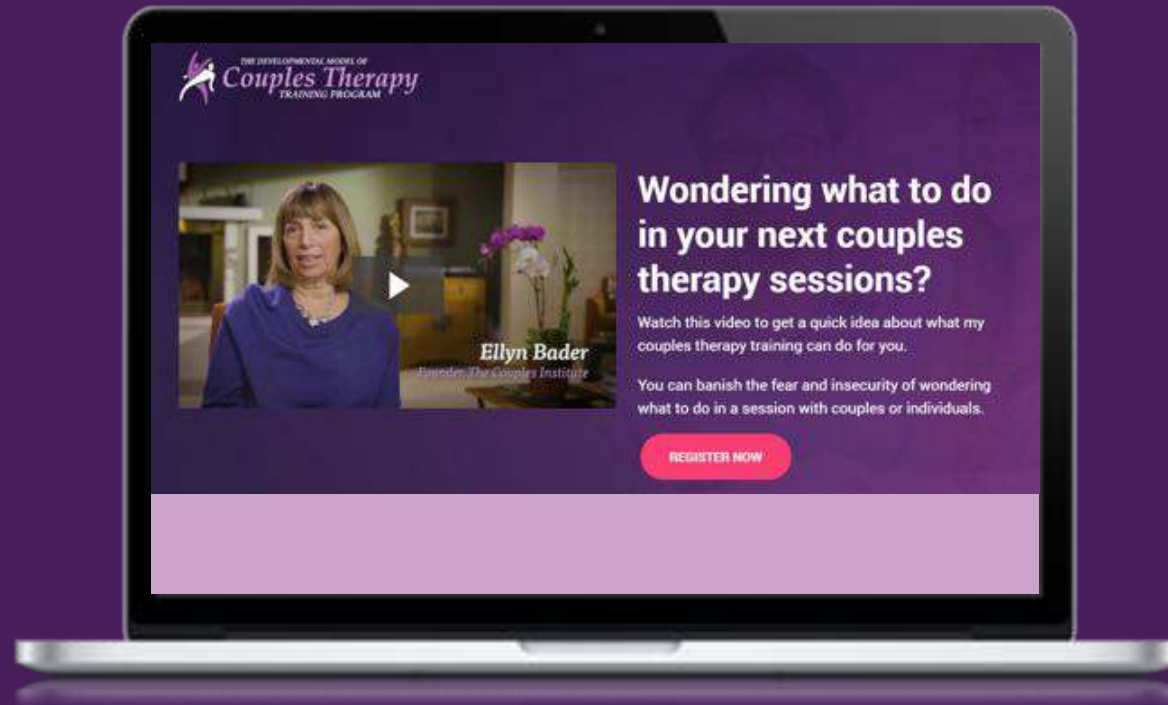 THE DEVELOPMENTAL MODEL OF
Couples Therapy
TRAINING PROGRAM
Ellyn Bader
Founder, The Couples Institute
Wondering what to do
in your next couples
therapy sessions?
Watch this video to get a quick idea about what my
couples therapy training can do for you.
You can banish the fear and insecurity of wondering
what to do in a session with couples or individuals.
REGISTER NOW